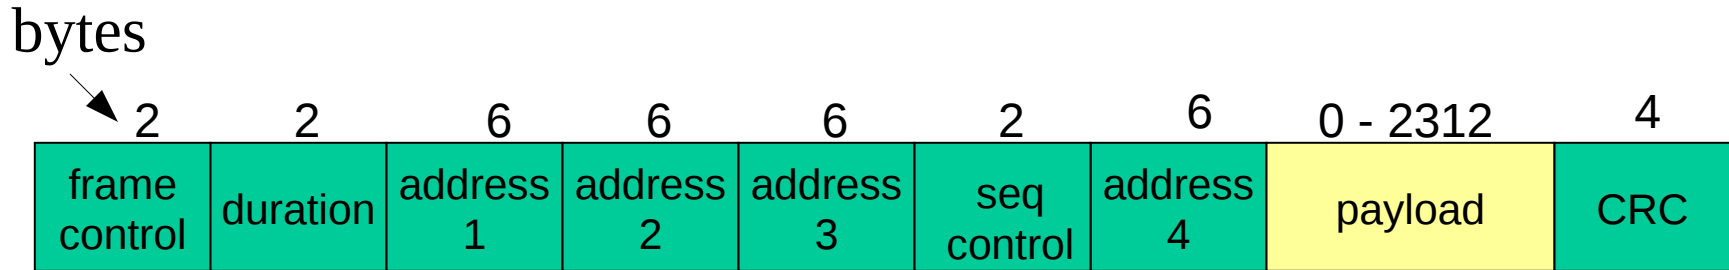 bytes
2 2 6 6 6 2 6 0 - 2312 4
frame control
duration
address 1
address 2
address 3
seq control
address 4
payload
CRC